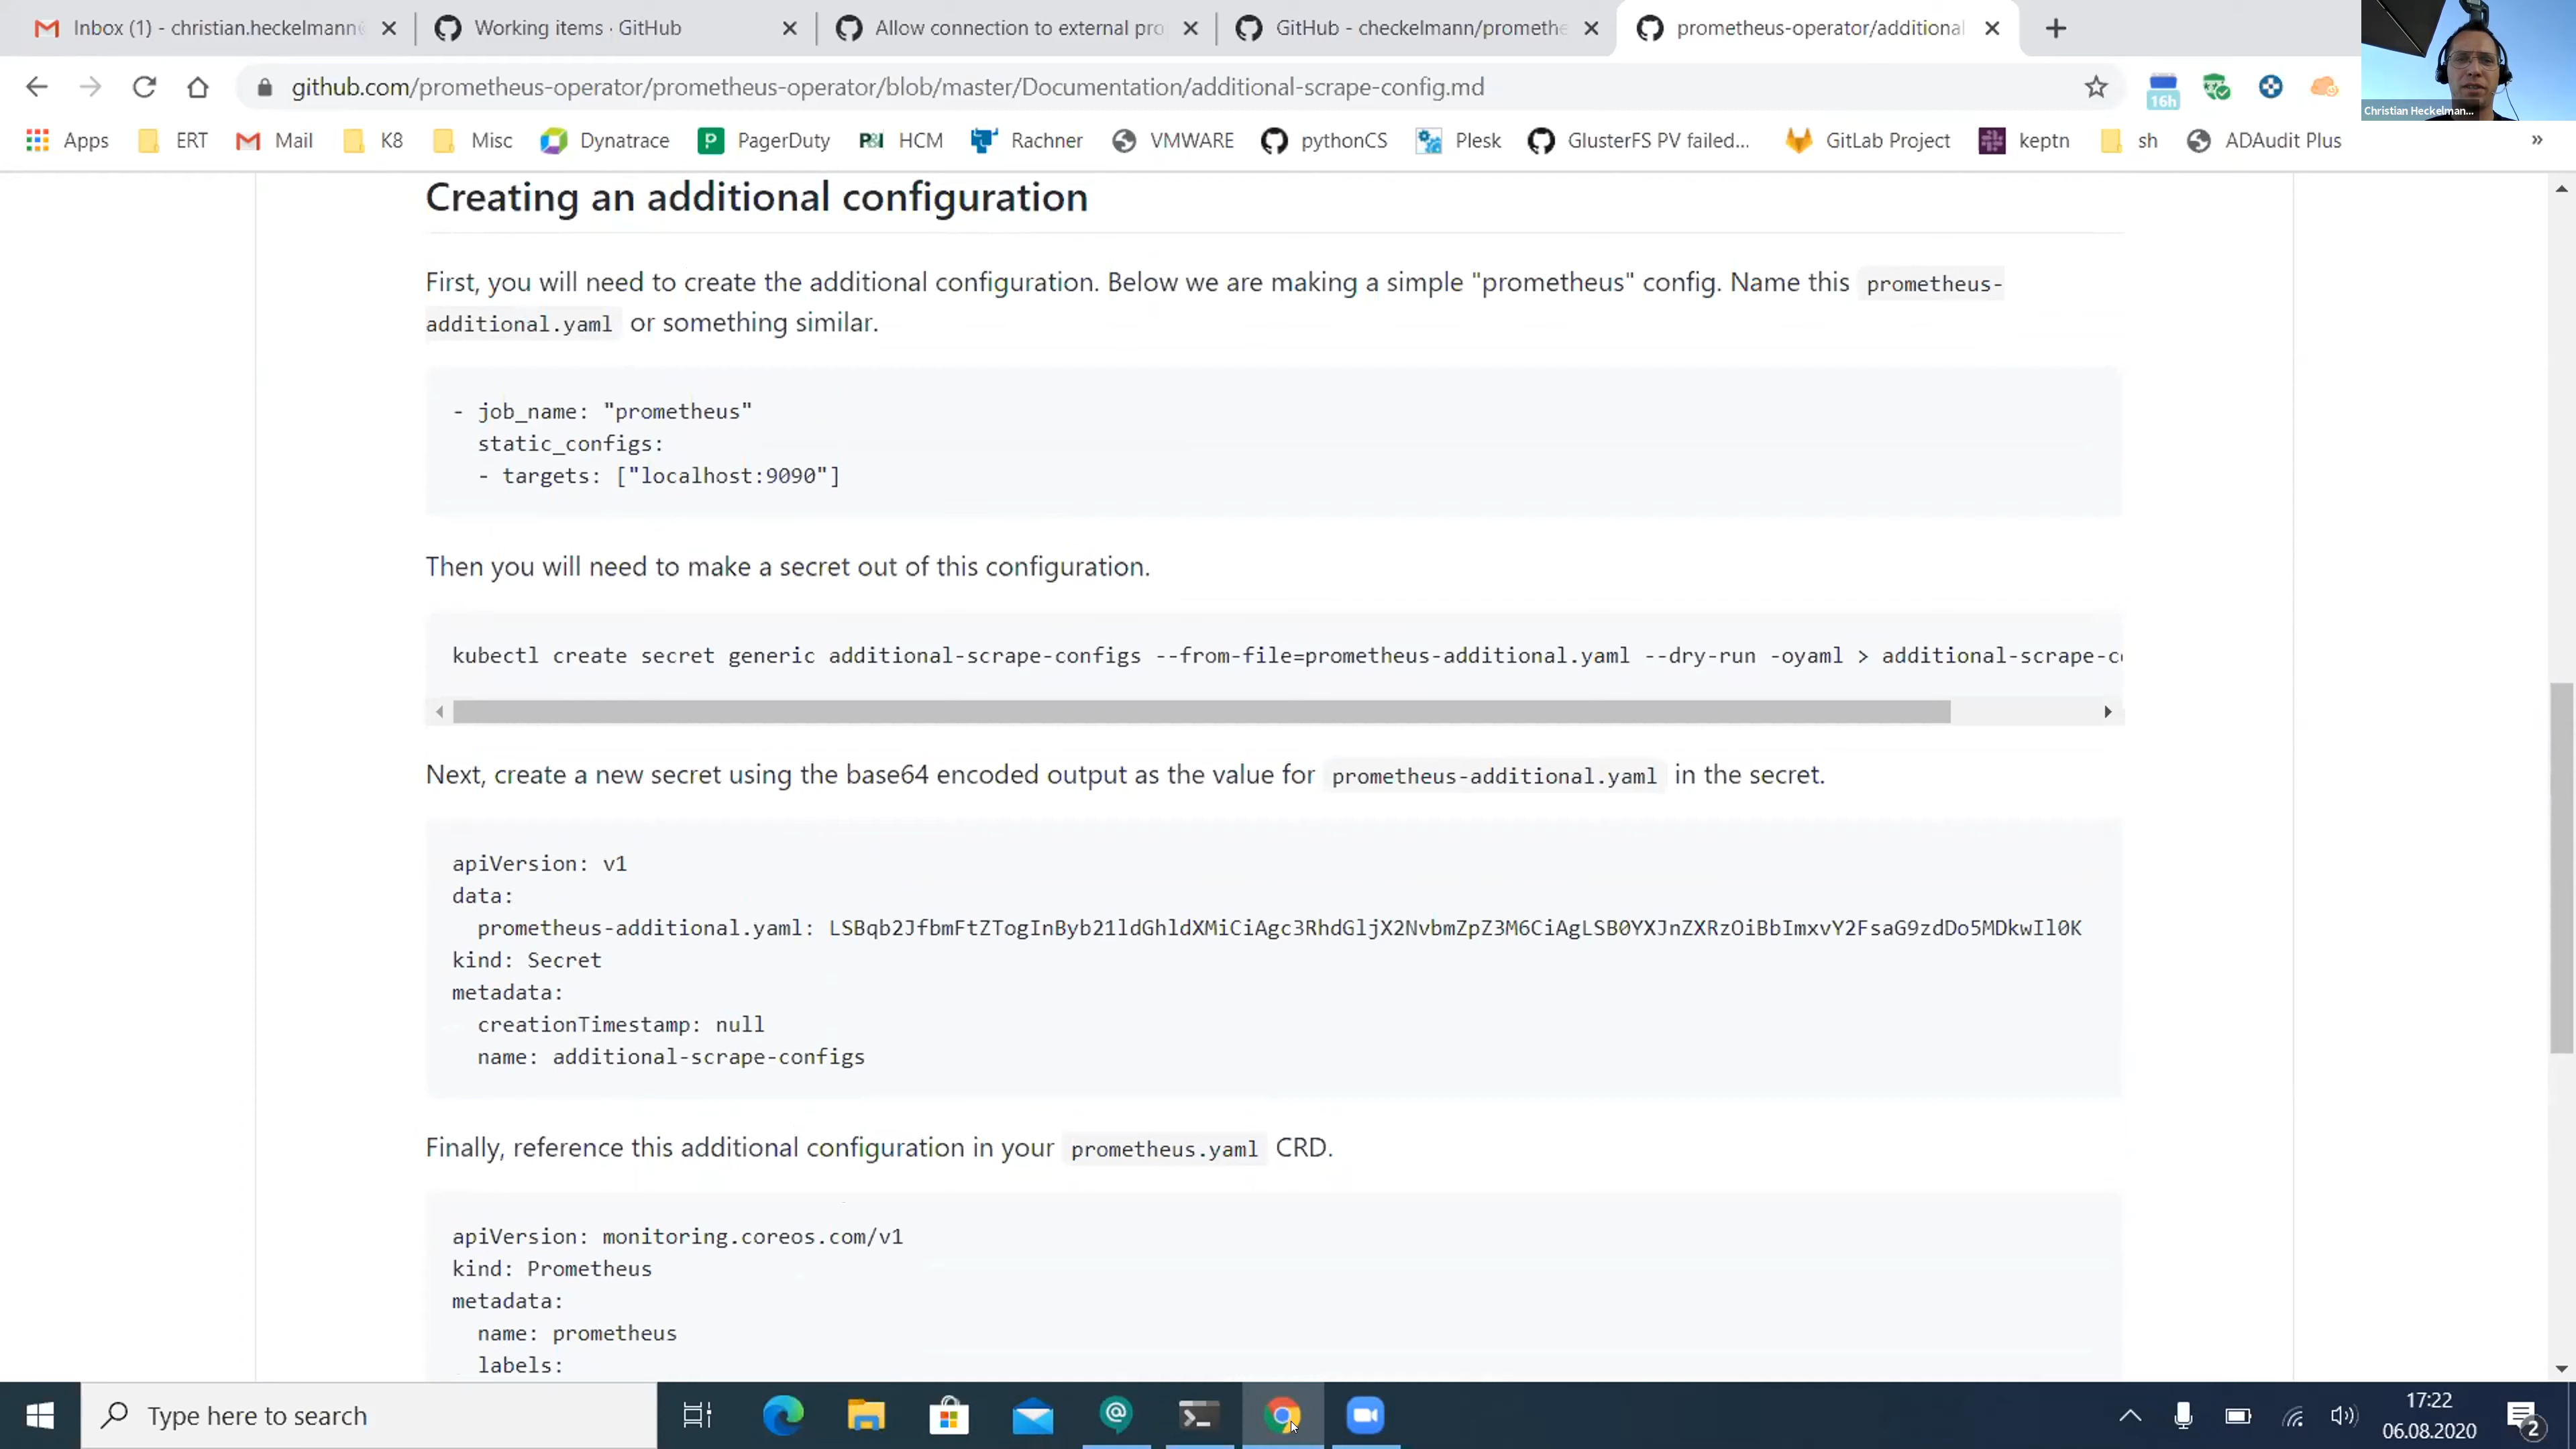 Inbox (1) - christian.heckelmann
Working items · GitHub
Allow connection to external pro
GitHub - checkelmann/promethe
prometheus-operator/additional
github.com/prometheus-operator/prometheus-operator/blob/master/Documentation/additional-scrape-config.md
16h
Christian Heckelman...
Apps
ERT
Mail
K8
Misc
Dynatrace
PagerDuty
P&I HCM
Rachner
VMWARE
pythonCS
Plesk
GlusterFS PV failed...
GitLab Project
keptn
sh
ADAudit Plus
»
Creating an additional configuration
First, you will need to create the additional configuration. Below we are making a simple "prometheus" config. Name this prometheus-
additional.yaml or something similar.
- job_name: "prometheus"
static_configs:
- targets: ["localhost:9090"]
Then you will need to make a secret out of this configuration.
kubectl create secret generic additional-scrape-configs --from-file=prometheus-additional.yaml --dry-run -oyaml > additional-scrape-c
Next, create a new secret using the base64 encoded output as the value for prometheus-additional.yaml in the secret.
apiVersion: v1
data:
prometheus-additional.yaml: LSBqb2JfbmFtZTogInByb21ldGhldXMiCiAgc3RhdGljX2NvbmZpZ3M6CiAgLSB0YXJnZXRzOiBbImxvY2FsaG9zdDo5MDkwIl0K
kind: Secret
metadata:
creationTimestamp: null
name: additional-scrape-configs
Finally, reference this additional configuration in your prometheus.yaml CRD.
apiVersion: monitoring.coreos.com/v1
kind: Prometheus
metadata:
name: prometheus
labels:
Type here to search
17:22
06.08.2020
2